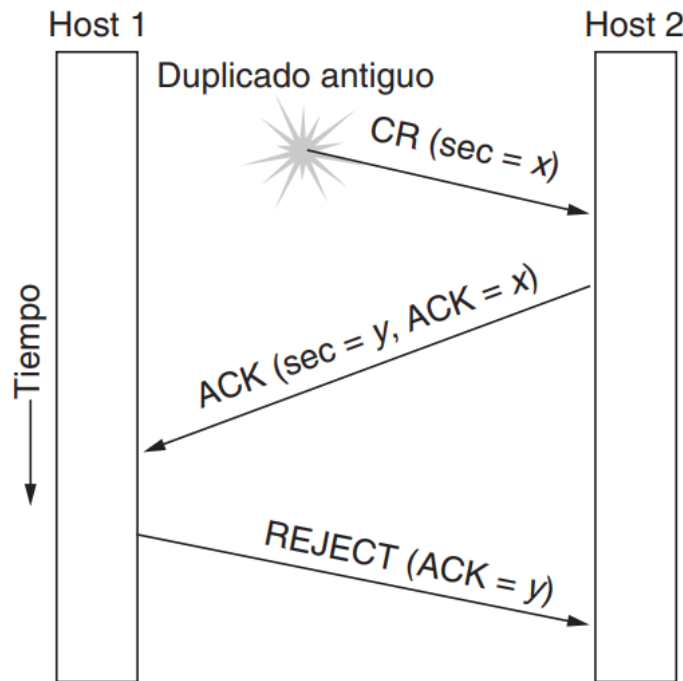 Host 1
Host 2
Duplicado antiguo
CR (sec = x)
Tiempo
ACK (sec = y, ACK = x)
REJECT (ACK = y)